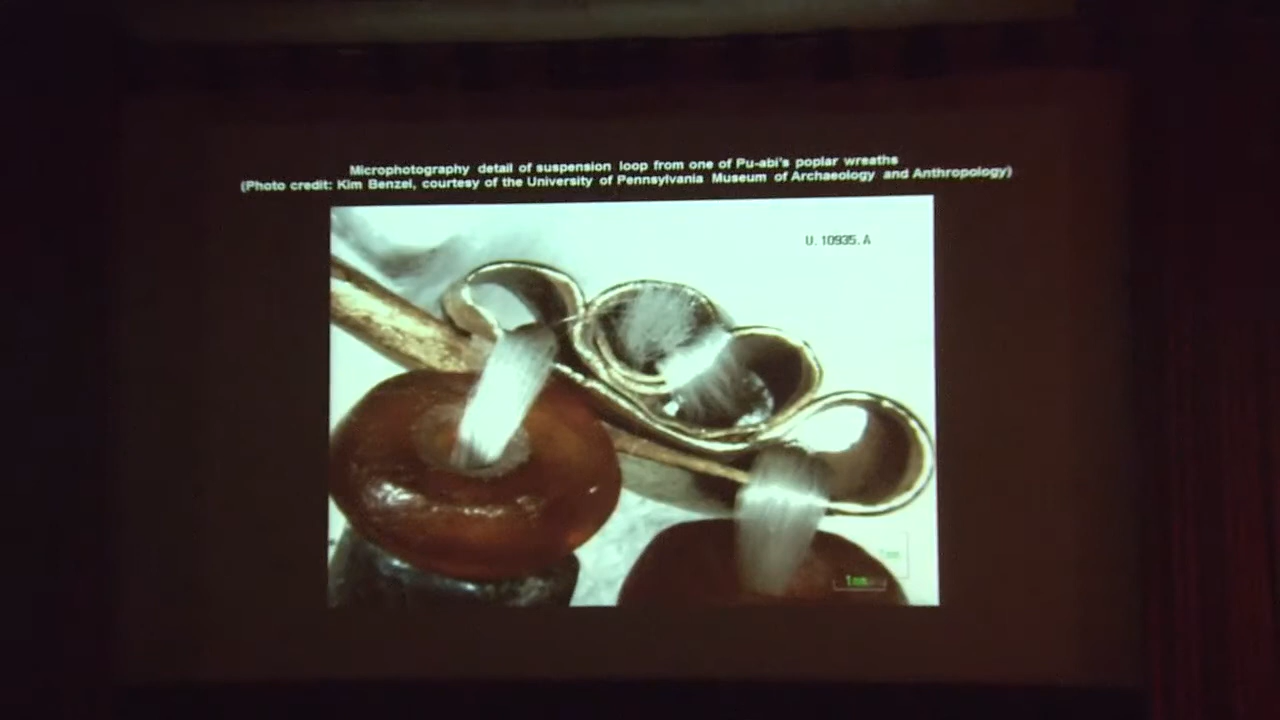 Microphotography detail of suspension loop from one of Pu-abi's poplar wreaths
(Photo credit: Kim Benzel, courtesy of the University of Pennsylvania Museum of Archaeology and Anthropology)
U. 10935. A
1mm